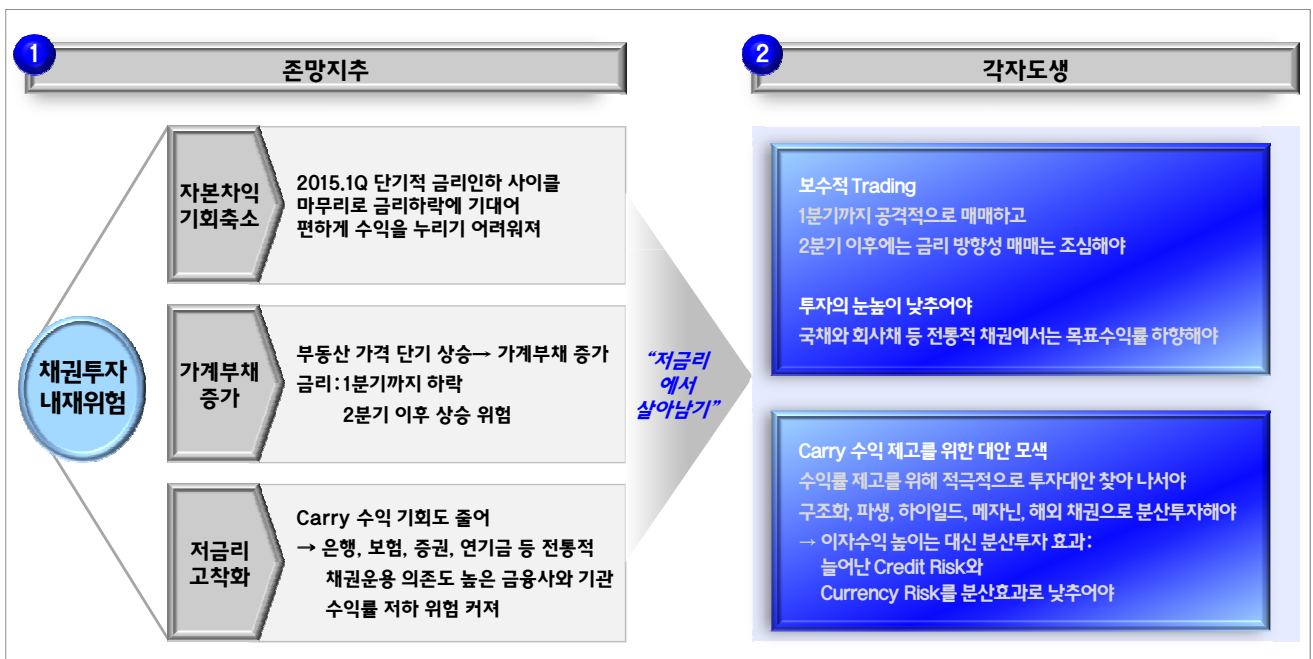 1
존망지추
채권투자
내재위험
자본차익
기회축소
2015.1Q 단기적 금리인하 사이클
마무리로 금리하락에 기대어
편하게 수익을 누리기 어려워져
가계부채
증가
부동산 가격 단기 상승→ 가계부채 증가
금리:1분기까지 하락
2분기 이후 상승 위험
저금리
고착화
Carry 수익 기회도 줄어
→ 은행, 보험, 증권, 연기금 등 전통적
채권운용 의존도 높은 금융사와 기관
수익률 저하 위험 커져
“저금리
에서
살아남기”
2
각자도생
보수적 Trading
1분기까지 공격적으로 매매하고
2분기 이후에는 금리 방향성 매매는 조심해야
투자의 눈높이 낮추어야
국채와 회사채 등 전통적 채권에서는 목표수익률 하향해야
Carry 수익 제고를 위한 대안 모색
수익률 제고를 위해 적극적으로 투자대안 찾아 나서야
구조화, 파생, 하이일드, 메자닌, 해외 채권으로 분산투자해야
→ 이자수익 높이는 대신 분산투자 효과:
늘어난 Credit Risk와
Currency Risk를 분산효과로 낮추어야